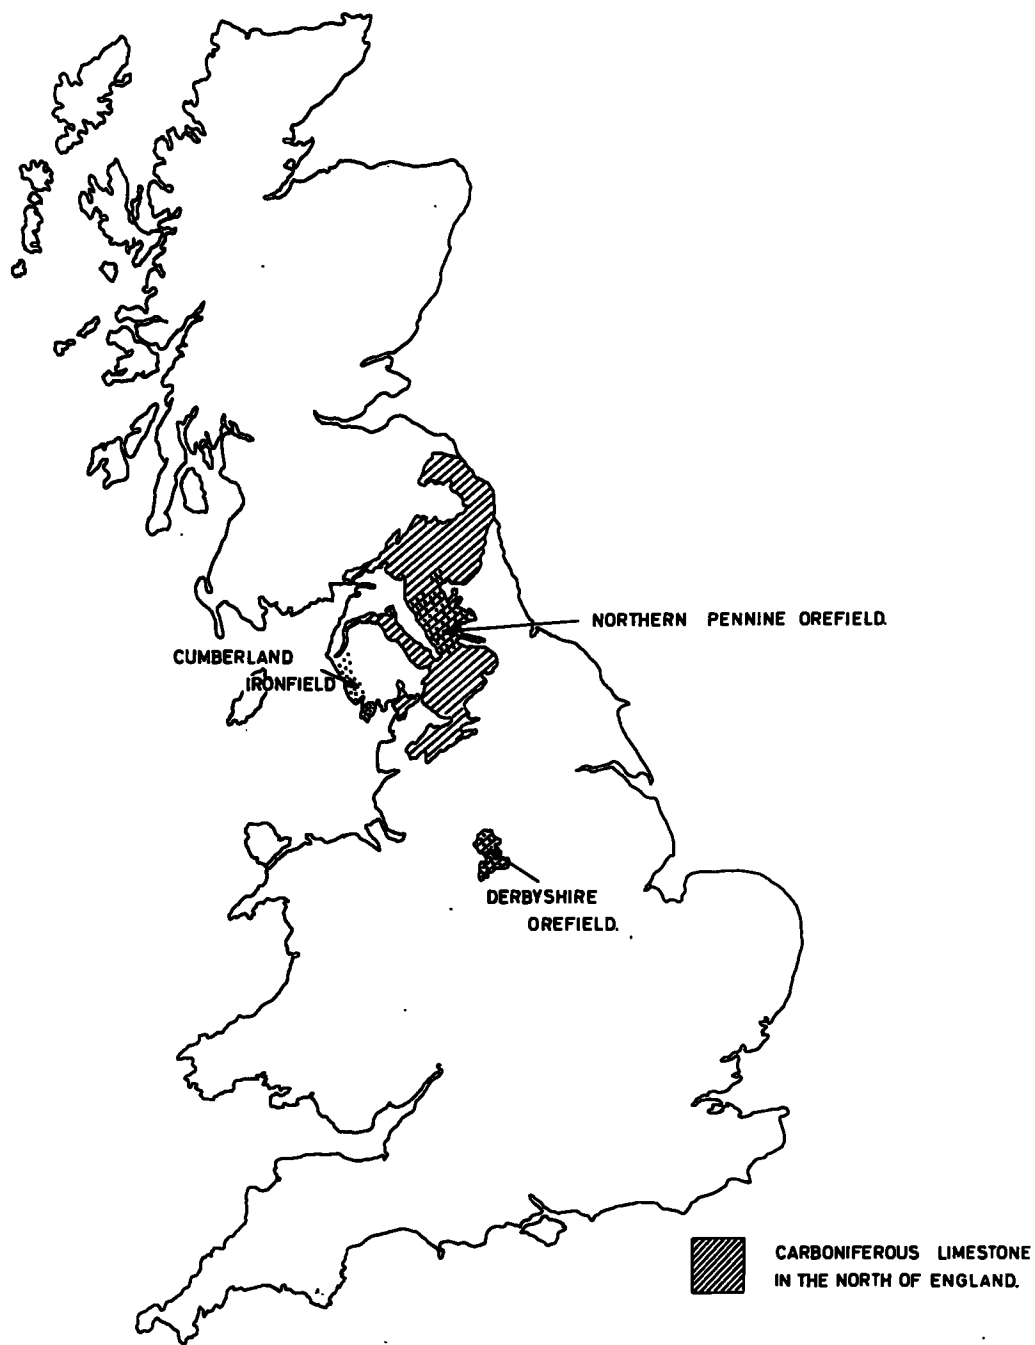 NORTHERN PENNINE OREFIELD.
CUMBERLAND
IRONFIELD
DERBYSHIRE
OREFIELD.
CARBONIFEROUS LIMESTONE
IN THE NORTH OF ENGLAND.